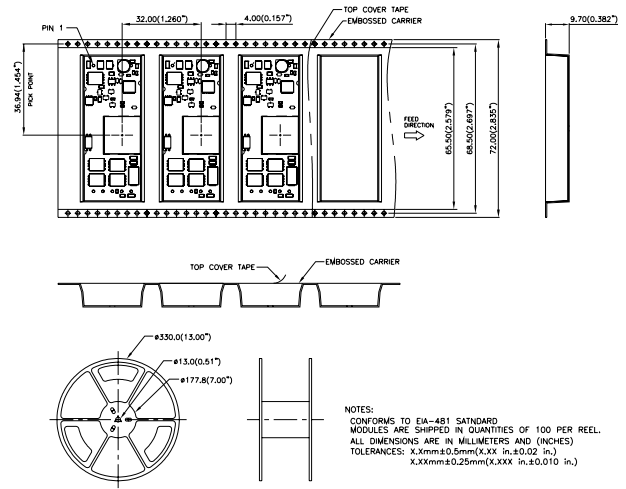 TOP COVER TAPE
EMBOSSED CARRIER
9.70(0.382")
PIN 1
32.00(1.260")
4.00(0.157")
36.94(1.454")
PICK POINT
FEED
DIRECTION
65.50(2.579")
68.50(2.697")
72.00(2.835")
TOP COVER TAPE
EMBOSSED CARRIER
ø330.0(13.00")
ø13.0(0.51")
ø177.8(7.00")
NOTES:
CONFORMS TO EIA-481 SATNDARD
MODULES ARE SHIPPED IN QUANTITIES OF 100 PER REEL.
ALL DIMENSIONS ARE IN MILLIMETERS AND (INCHES)
TOLERANCES: X.Xmm±0.5mm(X.XX in.±0.02 in.)
X.XXmm±0.25mm(X.XXX in.±0.010 in.)